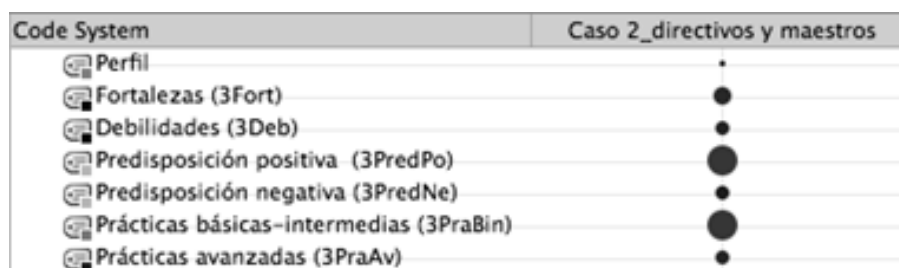 Code System Caso 2_directivos y maestros
Perfil
Fortalezas (3Fort)
Debilidades (3Deb)
Predisposición positiva (3PredPo)
Predisposición negativa (3PredNe)
Prácticas básicas-intermedias (3PraBin)
Prácticas avanzadas (3PraAv)